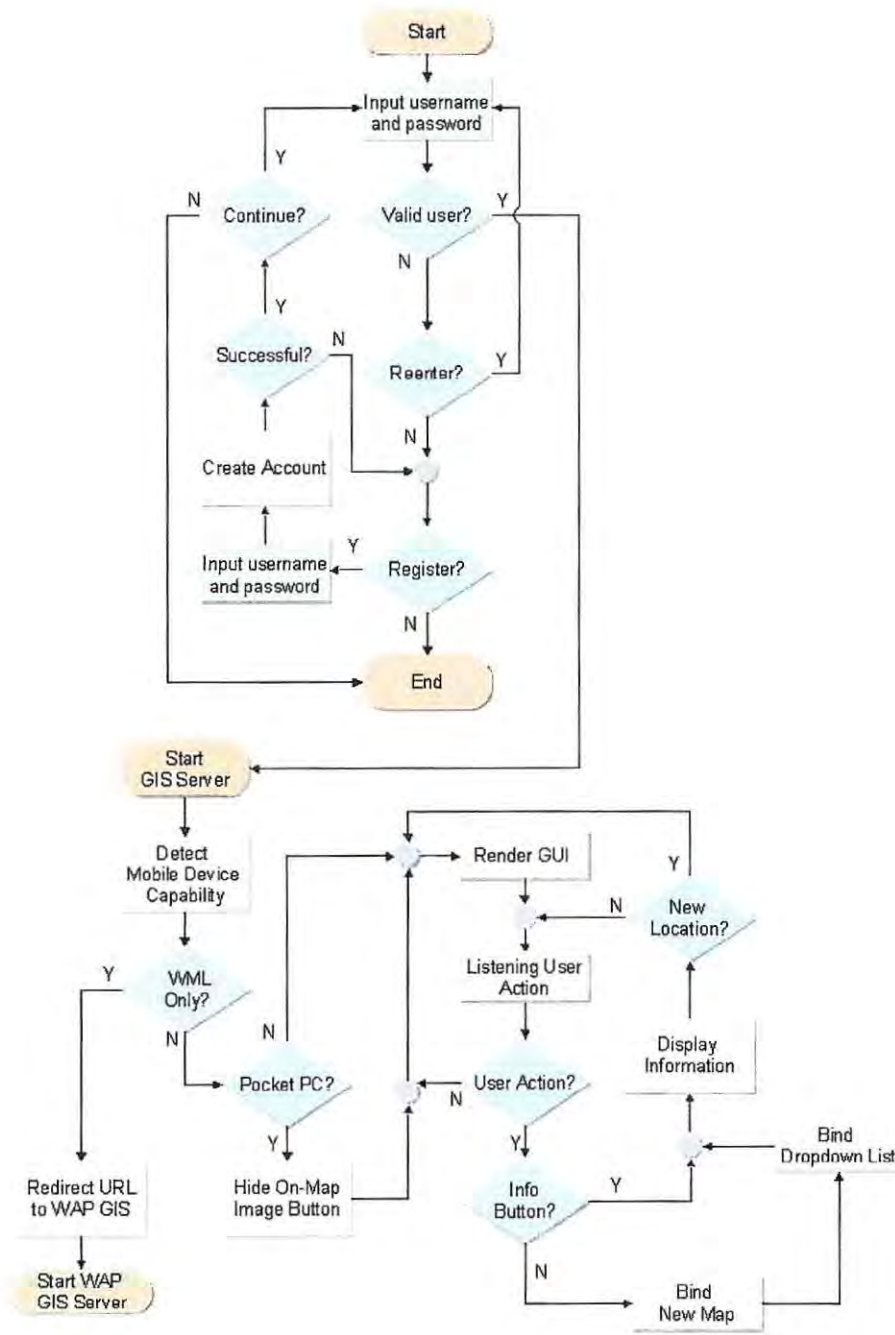 Start
Input username
and password
Y
N
Continue?
Valid user?
Y
N
Y
Successful?
N
Reenter?
Y
N
Create Account
Input username
and password
Y
Register?
N
End
Start
GIS Server
Detect
Mobile Device
Capability
Render GUI
Y
N
New
Location?
Y
WML
Only?
N
N
Listening User
Action
Pocket PC?
N
User Action?
Display
Information
Y
Y
Redirect URL
to WAP GIS
Hide On-Map
Image Button
Info
Button?
Y
Bind
Dropdown List
Start WAP
GIS Server
N
Bind
New Map